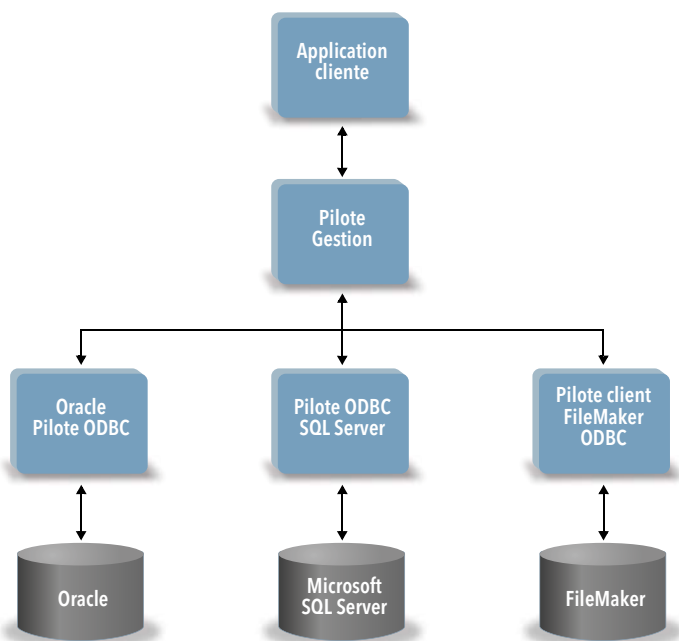 Application
cliente
Pilote
Gestion
Oracle
Pilote ODBC
Pilote ODBC
SQL Server
Pilote client
FileMaker
ODBC
Oracle
Microsoft
SQL Server
FileMaker